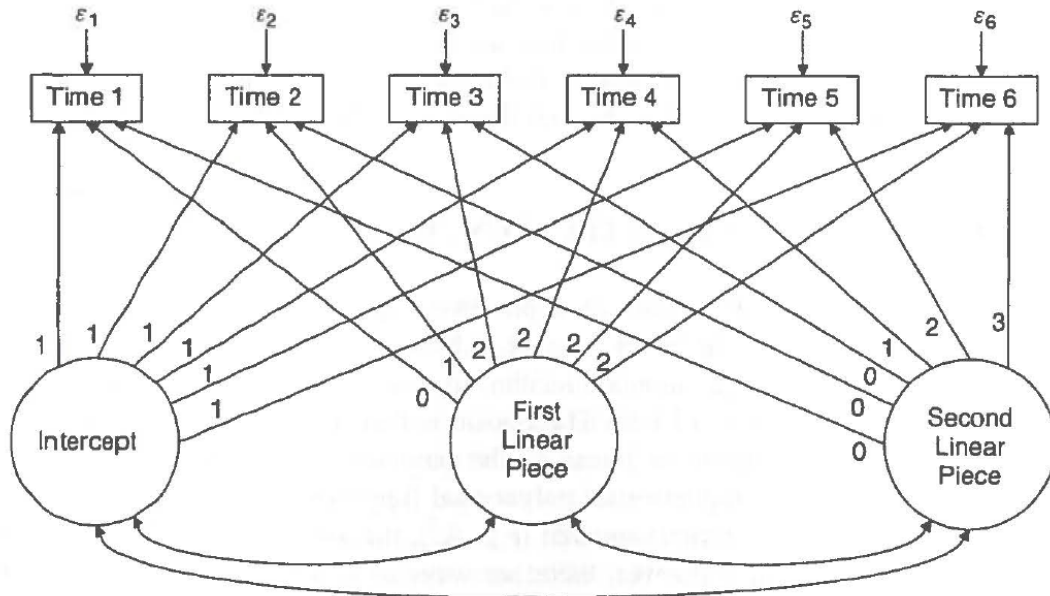 ε1 ε2 ε3 ε4 ε5 ε6
Time 1 Time 2 Time 3 Time 4 Time 5 Time 6
1 1 1 1 1 1
0 1 2 2 2 2
0 0 0 1 2 3
Intercept
First
Linear
Piece
Second
Linear
Piece